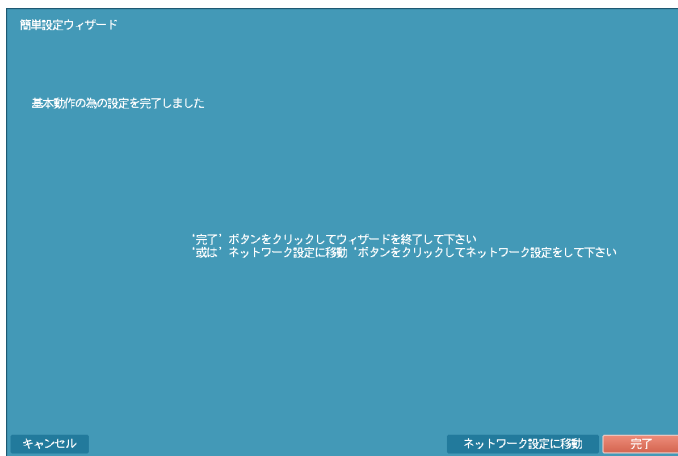 簡単設定ウィザード
基本動作の為の設定を完了しました
‘完了’ ボタンをクリックしてウィザードを終了して下さい
‘或は’ ネットワーク設定に移動 ‘ボタンをクリックしてネットワーク設定をして下さい
キャンセル
ネットワーク設定に移動
完了